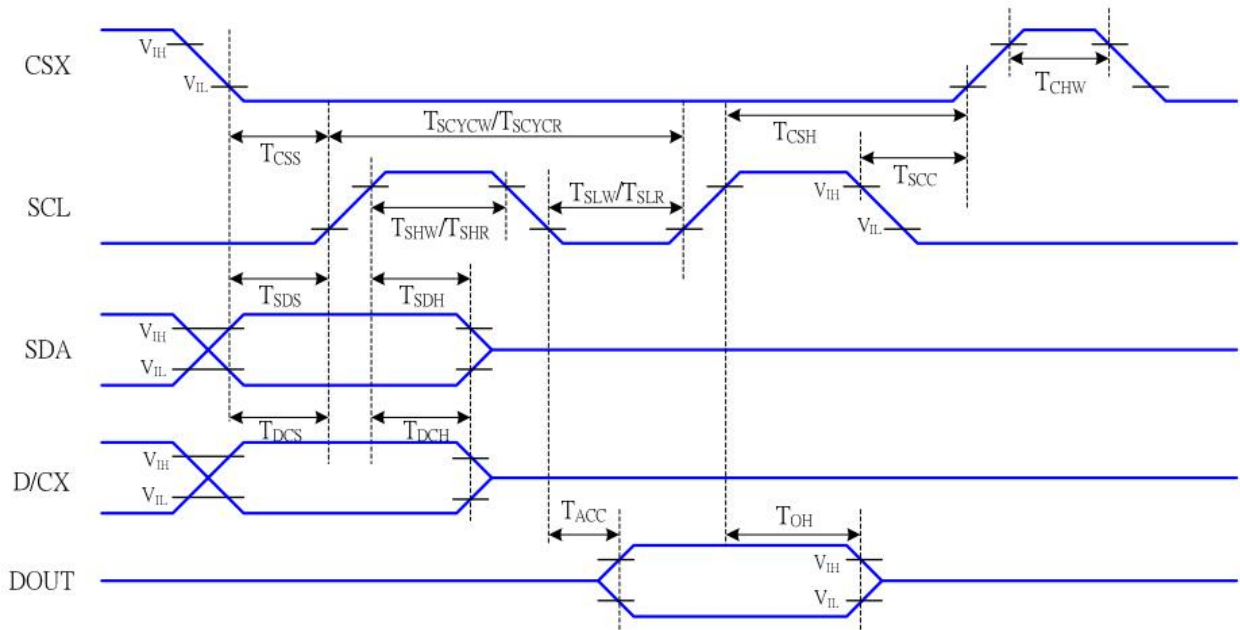 CSX
VIH
VIL
TCHW
TSCYCW/TSCYCR
TCSH
TCSS
TSCC
SCL
TSLW/TSLR
VIH
TSHW/TSHR
VIL
TSDS
TSDH
SDA
VIH
VIL
TDCS
TDCH
D/CX
VIH
VIL
TACC
TOH
DOUT
VIH
VIL